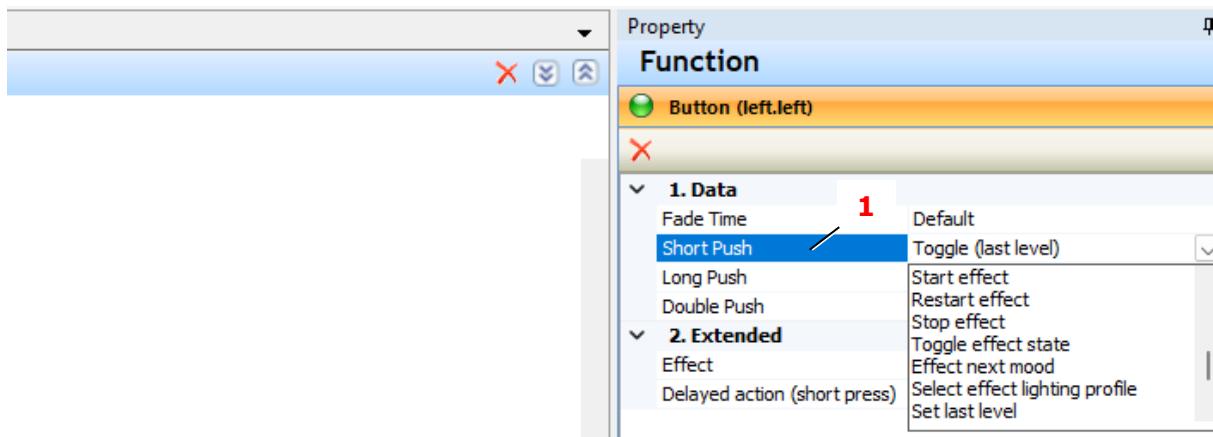 Property
Function
Button (left.left)
1. Data
1
Fade Time Default
Short Push Toggle (last level)
Long Push Start effect
Restart effect
Double Push Stop effect
2. Extended Toggle effect state
Effect Effect next mood
Delayed action (short press) Select effect lighting profile
Set last level